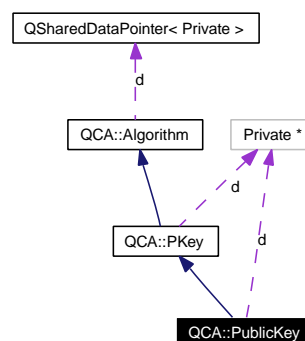 QSharedDataPointer< Private >
d
QCA::Algorithm
Private *
d
QCA::PKey
d
QCA::PublicKey